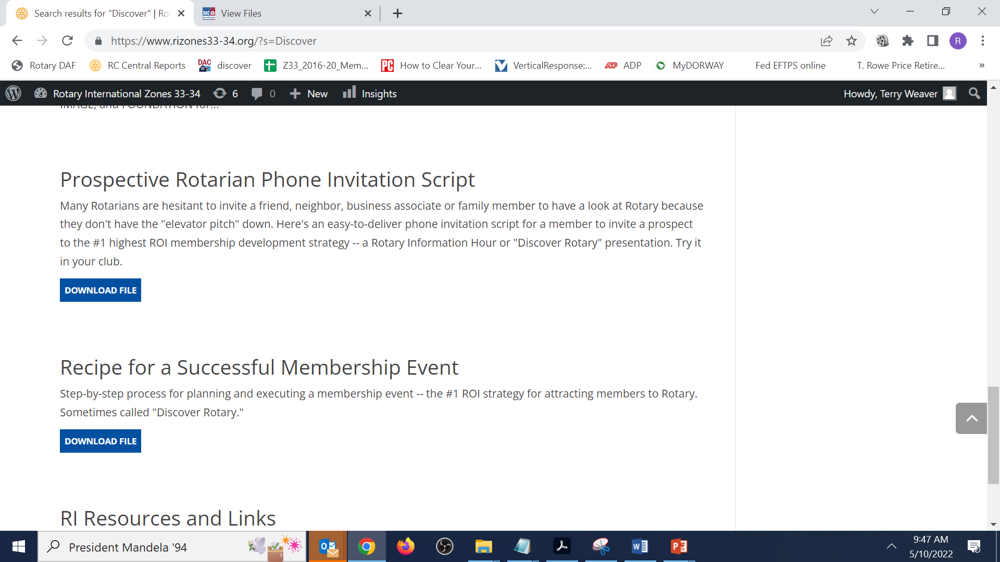 Search results for "Discover" | Rot
View Files
https://www.rizones33-34.org/?s=Discover
R
Rotary DAF
RC Central Reports
DAC
discover
Z33_2016-20_Mem...
PC
How to Clear Your...
VerticalResponse:...
ADP
MyDORWAY
Fed EFTPS online
T. Rowe Price Retire...
»
Rotary International Zones 33-34
6
0
New
Insights
Howdy, Terry Weaver
IMAGE, and FOUNDATION for...
Prospective Rotarian Phone Invitation Script
Many Rotarians are hesitant to invite a friend, neighbor, business associate or family member to have a look at Rotary because
they don't have the "elevator pitch" down. Here's an easy-to-deliver phone invitation script for a member to invite a prospect
to the #1 highest ROI membership development strategy -- a Rotary Information Hour or "Discover Rotary" presentation. Try it
in your club.
DOWNLOAD FILE
Recipe for a Successful Membership Event
Step-by-step process for planning and executing a membership event -- the #1 ROI strategy for attracting members to Rotary.
Sometimes called "Discover Rotary."
DOWNLOAD FILE
RI Resources and Links
President Mandela '94
9:47 AM
5/10/2022